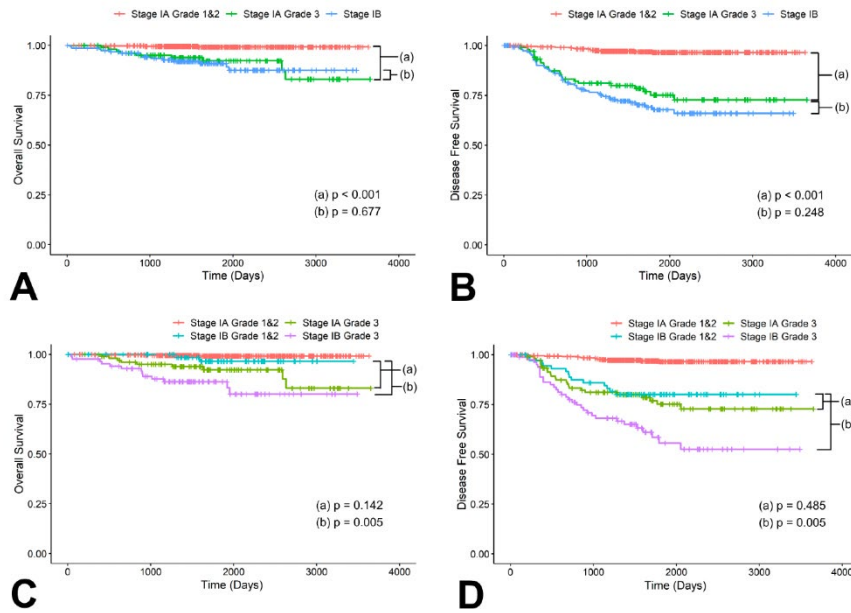 Stage IA Grade 1&2 Stage IA Grade 3 Stage IB
1.00
0.75
0.50
0.25
0.00
Overall Survival
(a)
(b)
(a) p < 0.001
(b) p = 0.677
0 1000 2000 3000 4000
Time (Days)
A
Stage IA Grade 1&2 Stage IA Grade 3 Stage IB
1.00
0.75
0.50
0.25
0.00
Disease Free Survival
(a)
(b)
(a) p < 0.001
(b) p = 0.248
0 1000 2000 3000 4000
Time (Days)
B
Stage IA Grade 1&2 Stage IA Grade 3
Stage IB Grade 1&2 Stage IB Grade 3
1.00
0.75
0.50
0.25
0.00
Overall Survival
(a)
(b)
(a) p = 0.142
(b) p = 0.005
0 1000 2000 3000 4000
Time (Days)
C
Stage IA Grade 1&2 Stage IA Grade 3
Stage IB Grade 1&2 Stage IB Grade 3
1.00
0.75
0.50
0.25
0.00
Disease Free Survival
(a
(b
(a) p = 0.485
(b) p = 0.005
0 1000 2000 3000 4000
Time (Days)
D